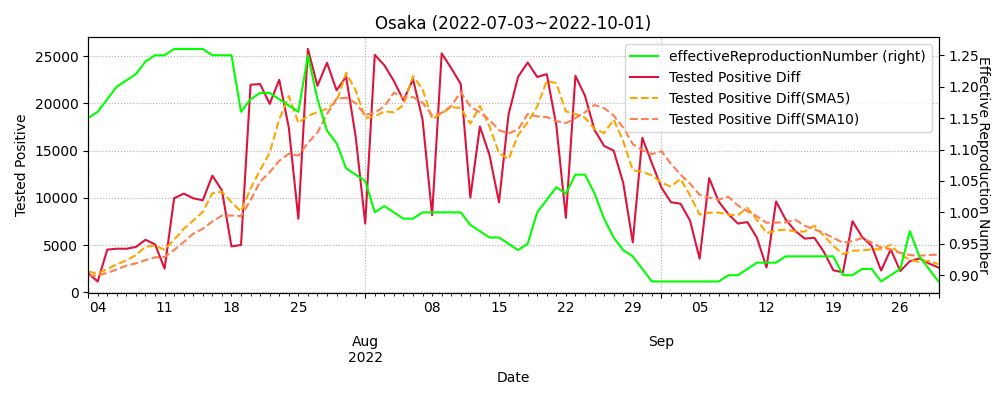 Osaka (2022-07-03~2022-10-01)
effectiveReproductionNumber (right)
Tested Positive Diff
Tested Positive Diff(SMA5)
Tested Positive Diff(SMA10)
Tested Positive
25000
20000
15000
10000
5000
0
1.25
1.20
1.15
1.10
1.05
1.00
0.95
0.90
Effective Reproduction Number
04 11 18 25 08 15 22 29 05 12 19 26
Aug Sep
2022
Date